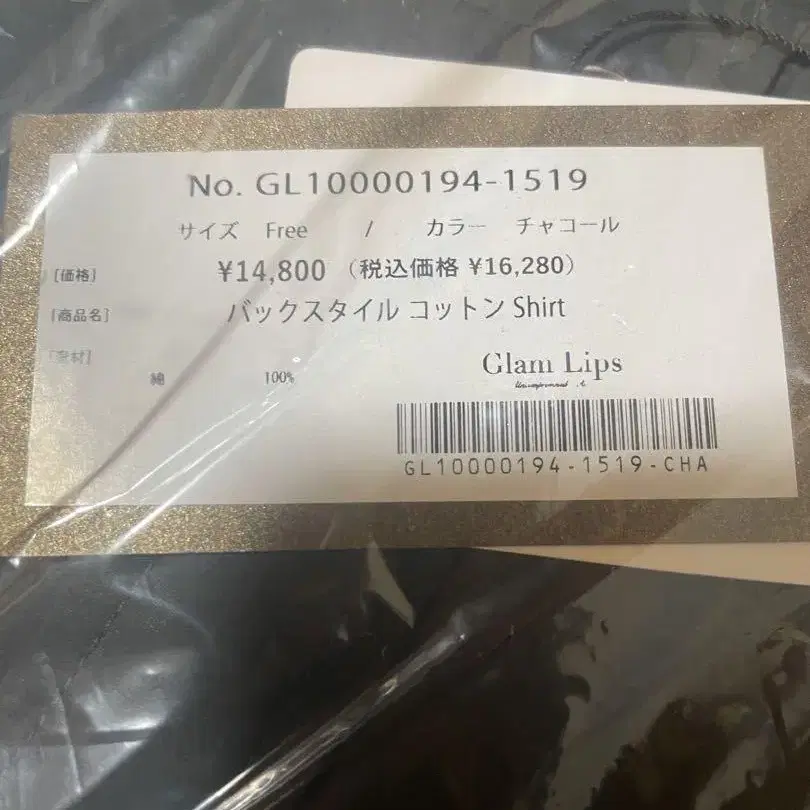 No. GL10000194-1519
サイズ Free / カラー チャコール
[価格] ¥14,800 (税込価格 ¥16,280)
[商品名] バックスタイル コットン Shirt
[素材]
綿 100%
Glam Lips
GL10000194-1519-CHA